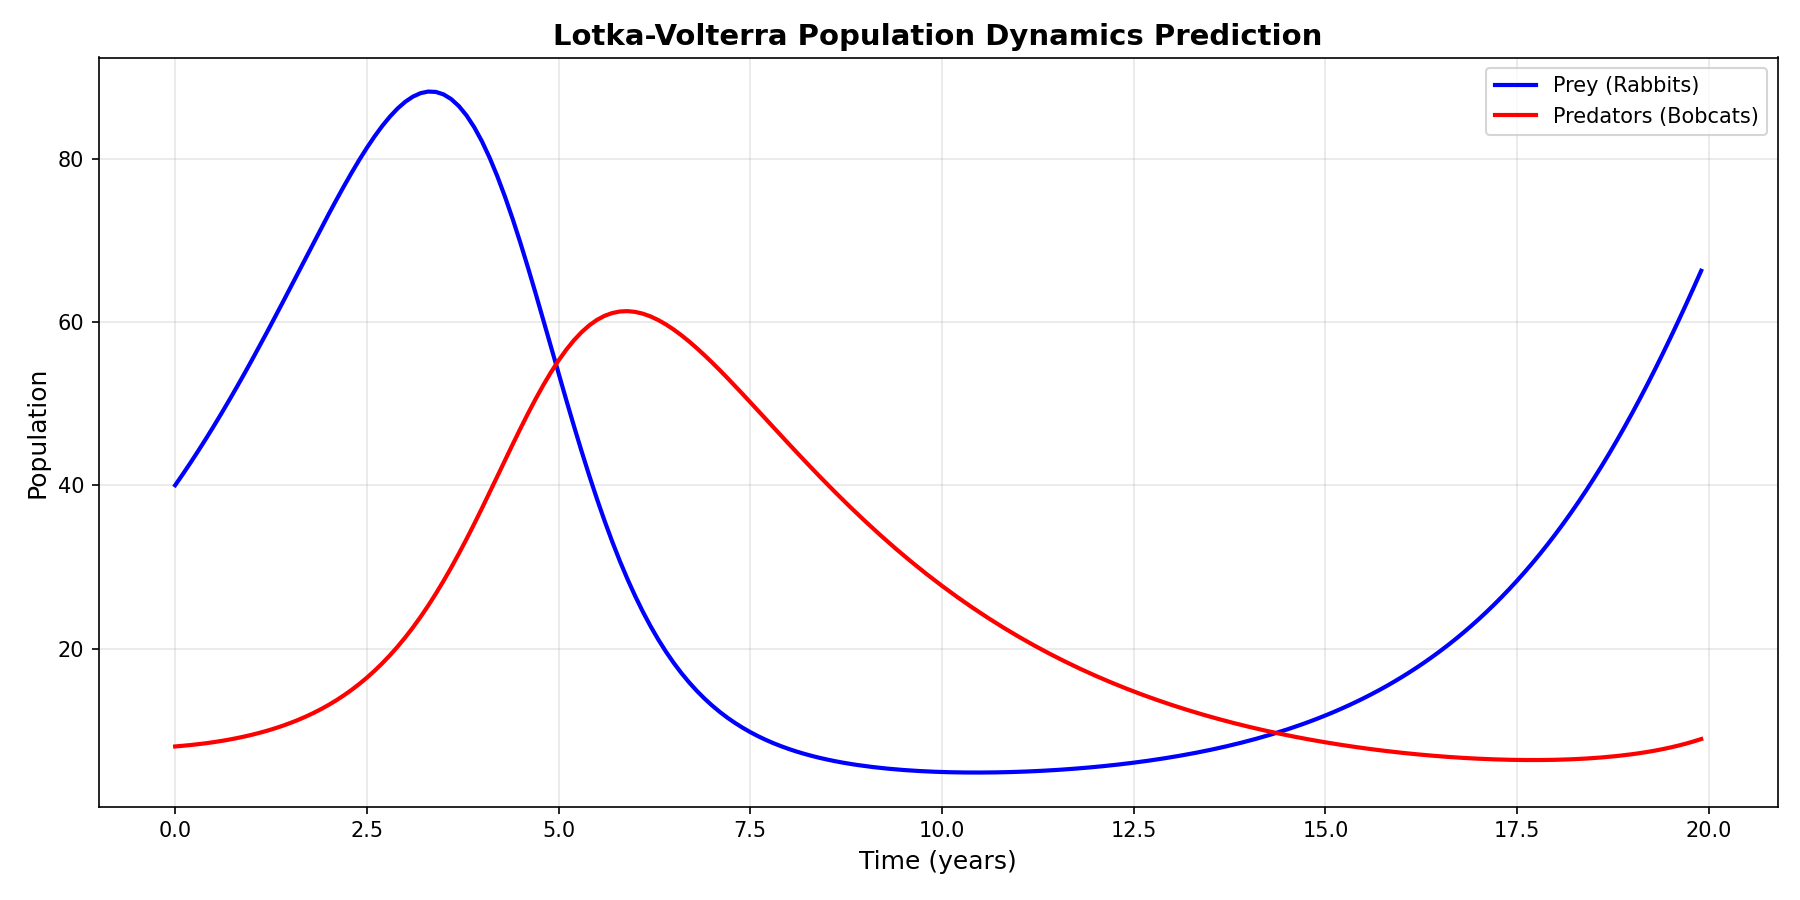 Lotka-Volterra Population Dynamics Prediction
Prey (Rabbits)
Predators (Bobcats)
Population
80
60
40
20
0.0 2.5 5.0 7.5 10.0 12.5 15.0 17.5 20.0
Time (years)